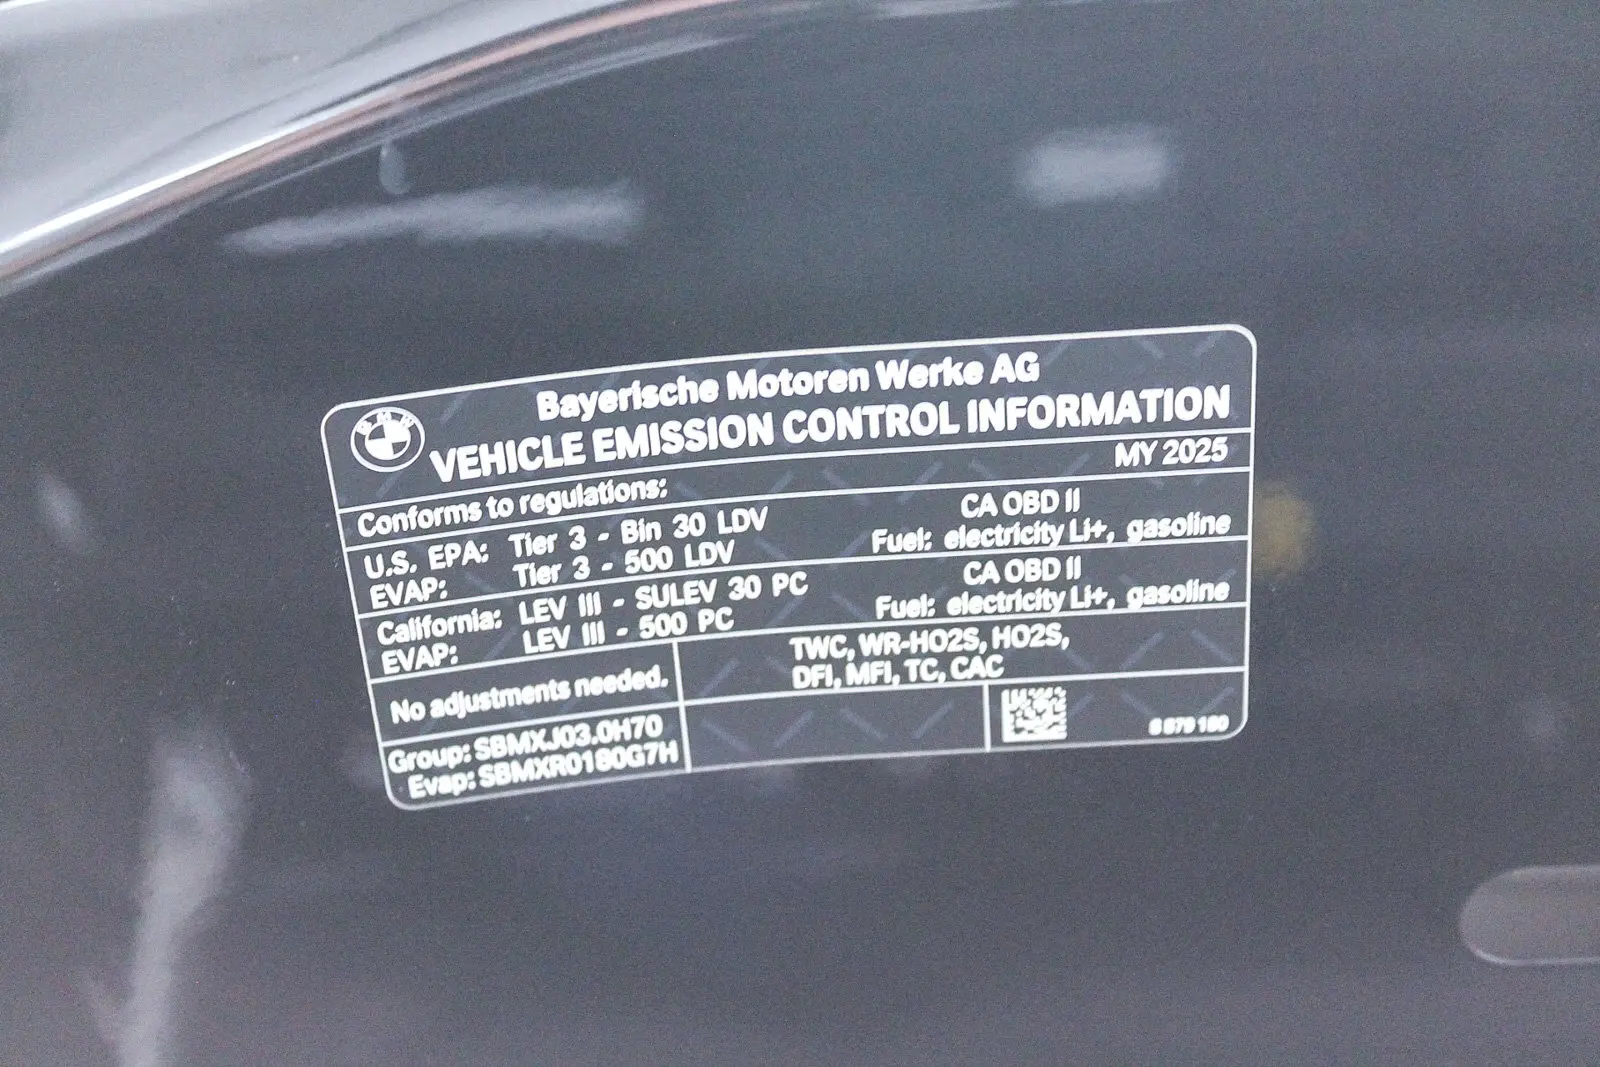 BMW
Bayerische Motoren Werke AG
VEHICLE EMISSION CONTROL INFORMATION
MY 2025
Conforms to regulations:
U.S. EPA: Tier 3 - Bin 30 LDV
EVAP: Tier 3 - 500 LDV
CA OBD II
Fuel: electricity Li+, gasoline
California: LEV III - SULEV 30 PC
EVAP: LEV III - 500 PC
CA OBD II
Fuel: electricity Li+, gasoline
No adjustments needed.
TWC, WR-HO2S, HO2S,
DFI, MFI, TC, CAC
Group: SBMXJ03.0H70
Evap: SBMXR0180G7H